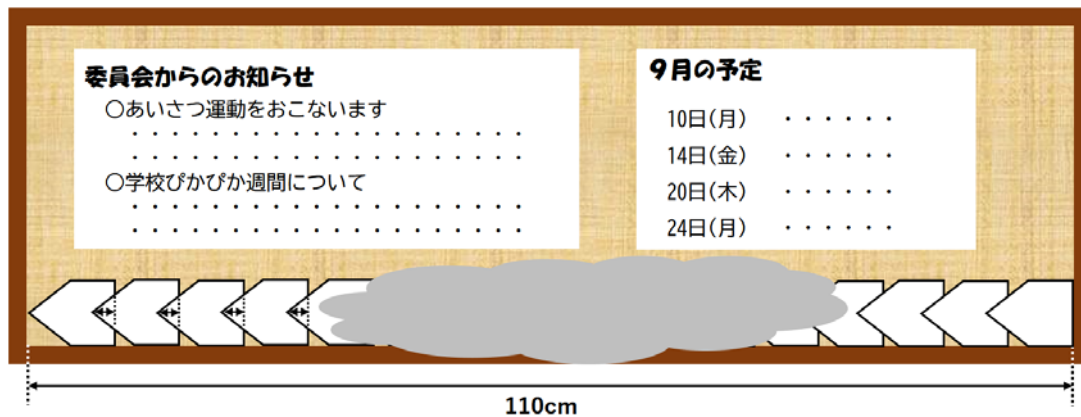 委員会からのお知らせ
○あいさつ運動をおこないます
・・・・・・・・・・・・・・・・・・・・・
・・・・・・・・・・・・・・・・・・・・・
○学校ぴかぴか週間について
・・・・・・・・・・・・・・・・・・・・・
・・・・・・・・・・・・・・・・・・・・・
9月の予定
10日(月) ・・・・・・
14日(金) ・・・・・・
20日(木) ・・・・・・
24日(月) ・・・・・・
110cm